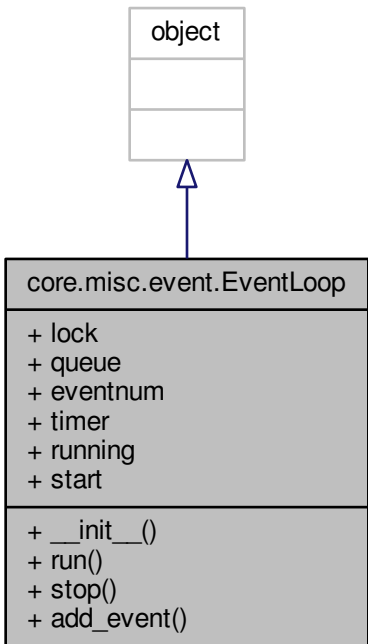 object
core.misc.event.EventLoop
+ lock
+ queue
+ eventnum
+ timer
+ running
+ start
+ __init__()
+ run()
+ stop()
+ add_event()